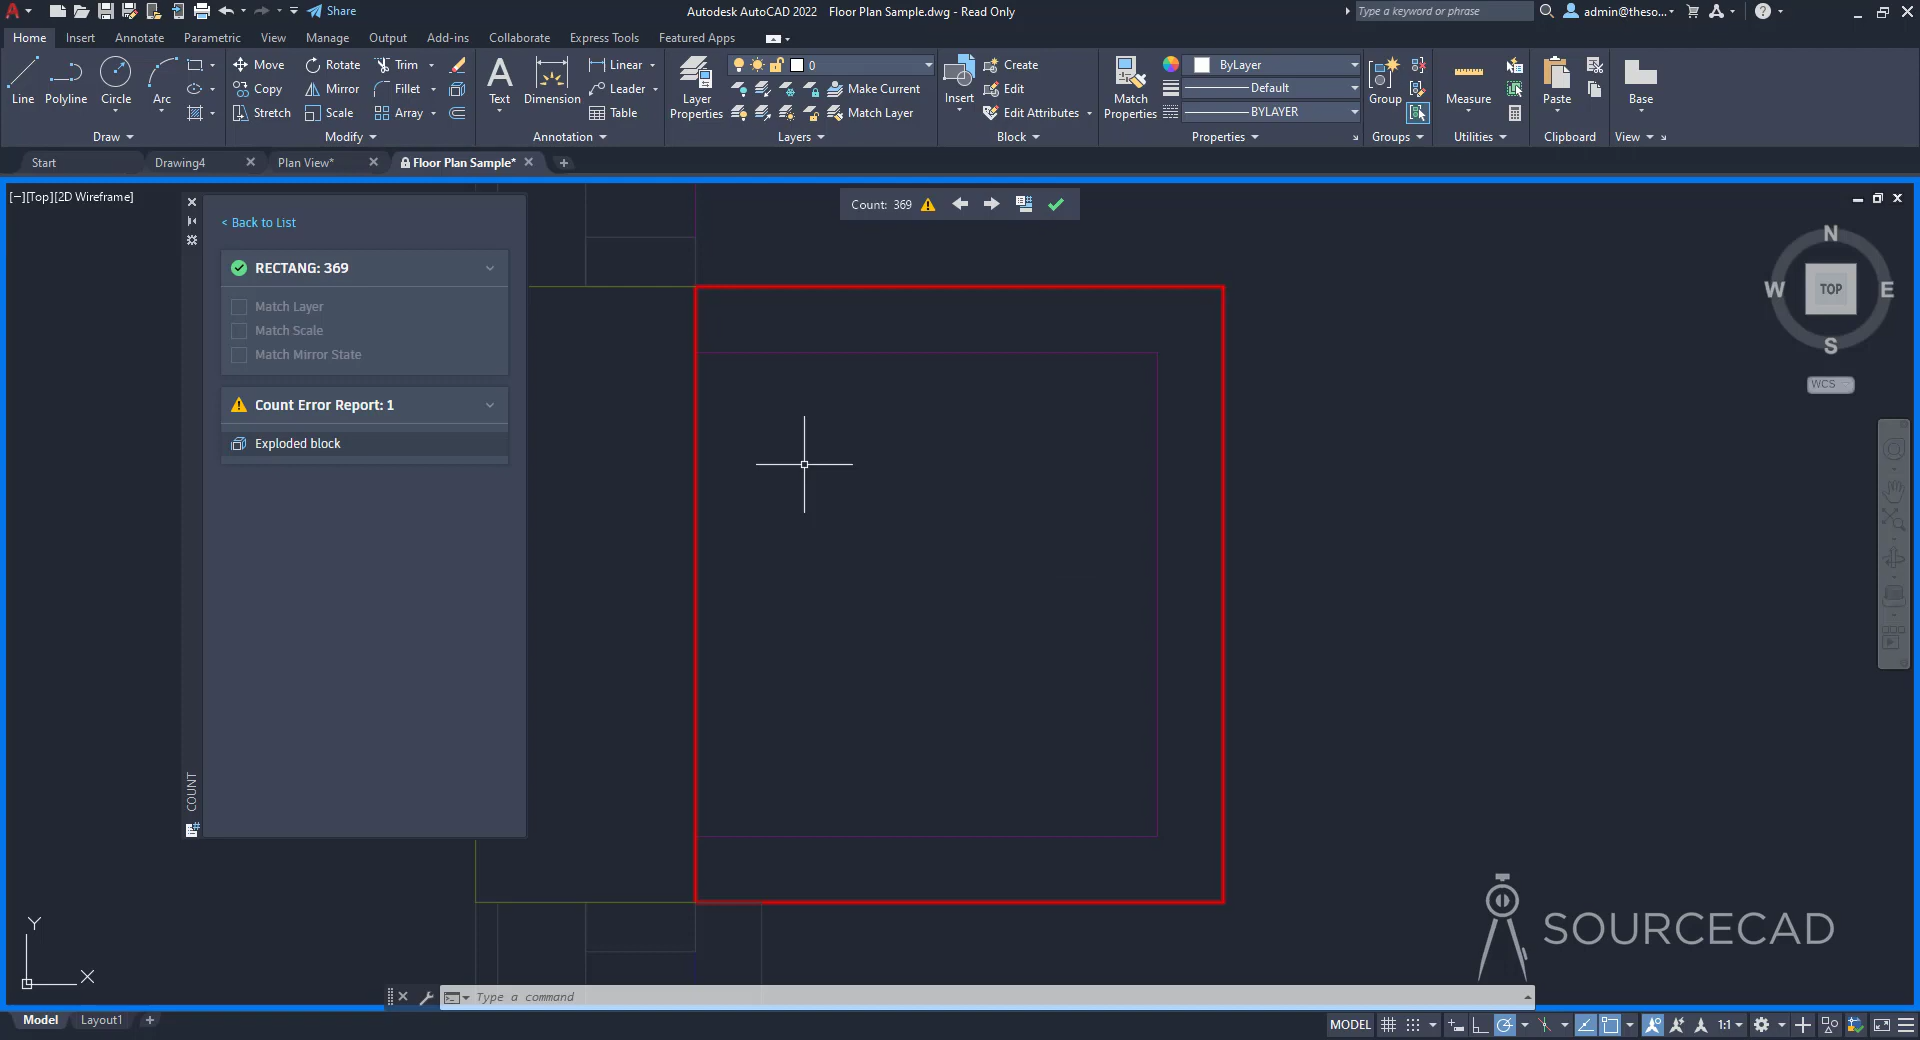 Share
Autodesk AutoCAD 2022 Floor Plan Sample.dwg - Read Only
Type a keyword or phrase
admin@theso...
Home Insert Annotate Parametric View Manage Output Add-ins Collaborate Express Tools Featured Apps
Line Polyline Circle Arc
Draw
Move Rotate Trim
Copy Mirror Fillet
Stretch Scale Array
Modify
Text Dimension
Linear
Leader
Table
Annotation
Layer
Properties
0
Make Current
Match Layer
Layers
Insert
Create
Edit
Edit Attributes
Block
Match
Properties
ByLayer
Default
BYLAYER
Properties
Group
Groups
Measure
Utilities
Paste
Clipboard
Base
View
Start Drawing4 Plan View* Floor Plan Sample*
[−][Top][2D Wireframe]
< Back to List
RECTANG: 369
Match Layer
Match Scale
Match Mirror State
Count Error Report: 1
Exploded block
COUNT
Count: 369
N
W TOP E
S
WCS
SOURCECAD
Y
X
Type a command
Model Layout1
MODEL
1:1